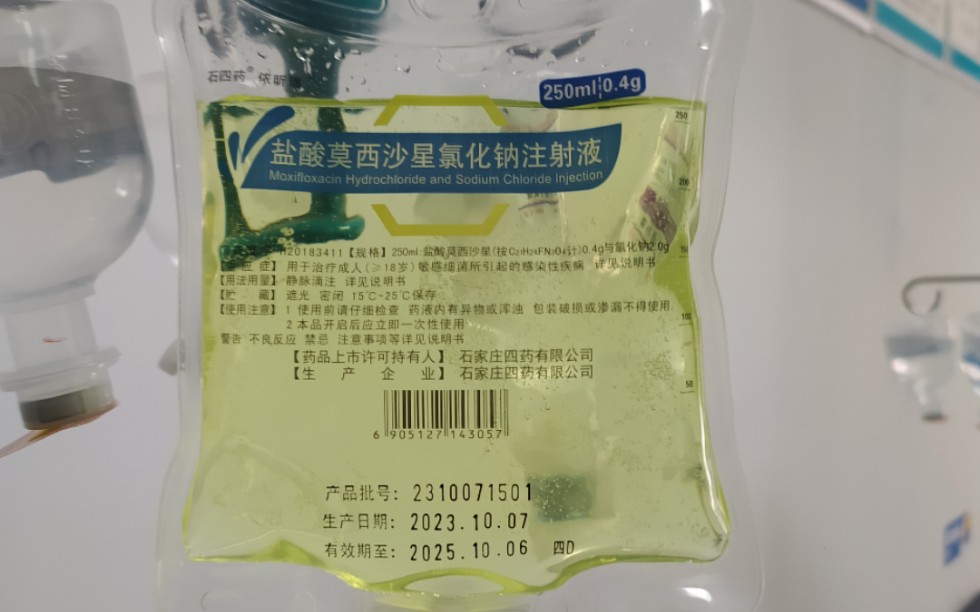 石四药® 依昕
250ml:0.4g
盐酸莫西沙星氯化钠注射液
Moxifloxacin Hydrochloride and Sodium Chloride Injection
250
200
H20183411【规格】 250ml:盐酸莫西沙星(按C₂₁H₂₄FN₃O₄计)0.4g与氯化钠2.0g
应症】 用于治疗成人(≥18岁)敏感细菌所引起的感染性疾病 详见说明书
【用法用量】 静脉滴注 详见说明书
【贮 藏】 遮光 密闭 15℃~25℃保存
【使用注意】 1 使用前请仔细检查 药液内有异物或浑浊 包装破损或渗漏不得使用
2 本品开启后应立即一次性使用
100
警告 不良反应 禁忌 注意事项等详见说明书
【药品上市许可持有人】 石家庄四药有限公司
【生 产 企 业】 石家庄四药有限公司
50
6 905127 143057
产品批号: 2310071501
生产日期: 2023.10.07
有效期至: 2025.10.06 四D